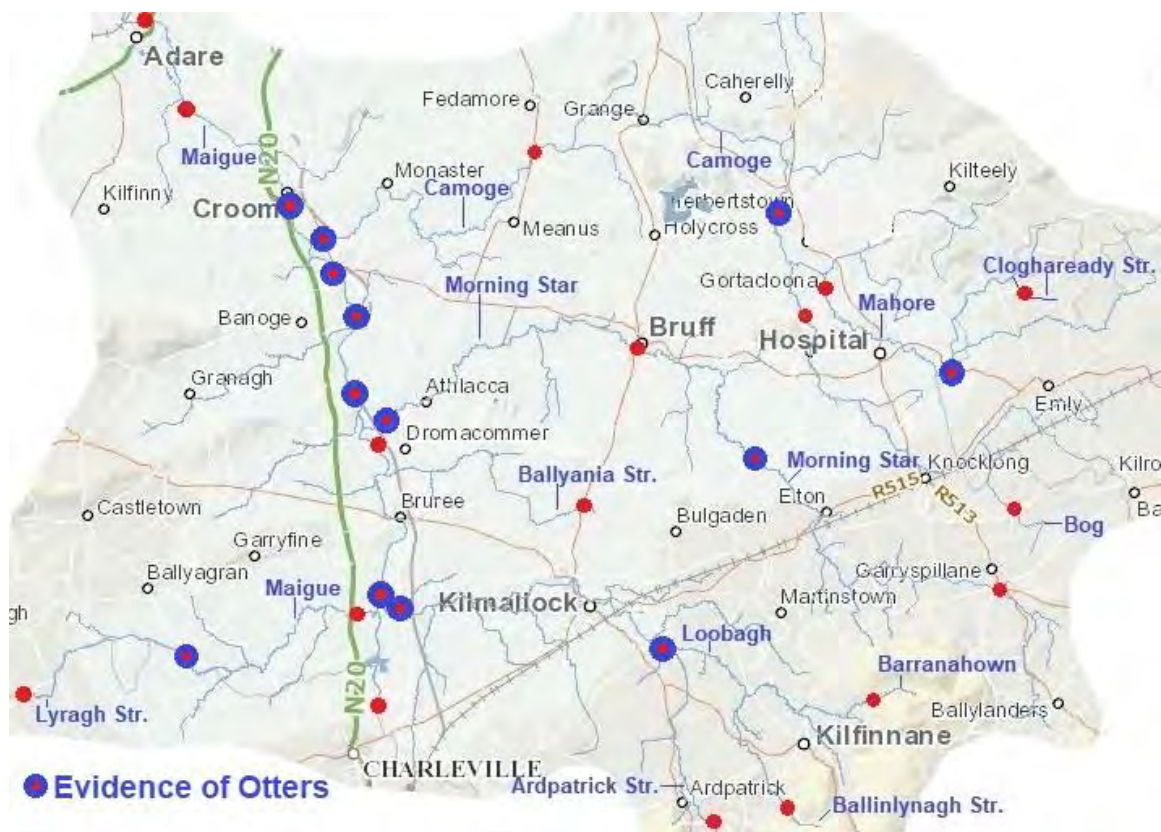 Adare
Caherelly
Fedamore
Grange
Maigue
N20
Monaster
Camoge
Camoge
Kilteely
Kilfinny
Croom
Meanus
Herbertstown
Holycross
Morning Star
Gortacloona
Cloghaready Str.
Mahore
Banoge
Bruff
Hospital
Granagh
Athlacca
Emly
Dromacommer
Ballyania Str.
Morning Star
Knocklong
Castletown
Bruree
Elton
R515
R513
Bulgaden
Bog
Garryfine
Ballyagran
Maigue
Garryspillane
Kilmallock
Martinstown
gh
Loobagh
Barranahown
Lyragh Str.
N20
Ballylanders
Kilfinnane
CHARLEVILLE
Evidence of Otters
Ardpatrick Str.
Ardpatrick
Ballinlynagh Str.